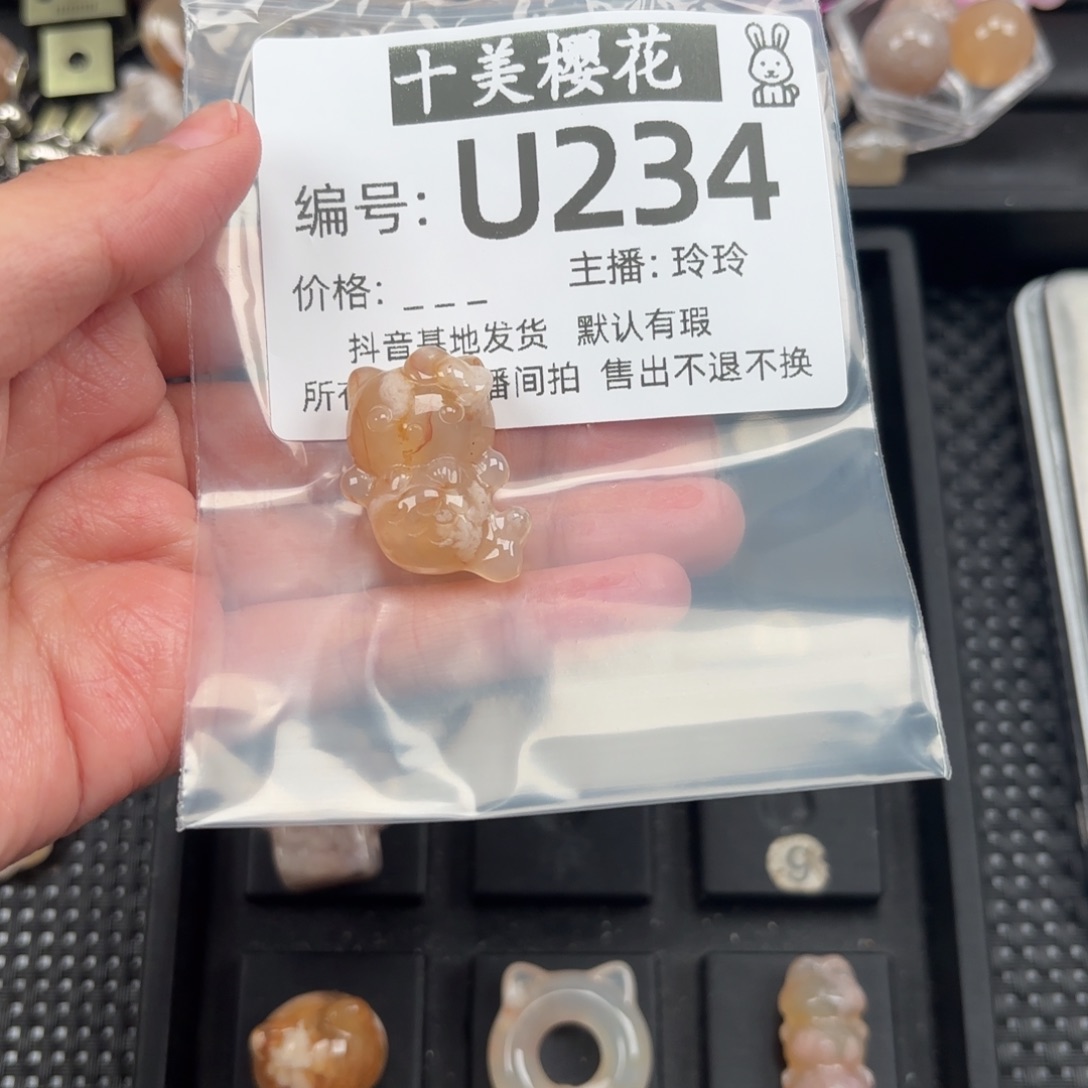 十美樱花
编号: U234
价格: _ _ _ 主播: 玲玲
抖音基地发货 默认有瑕
所 播间拍 售出不退不换
9